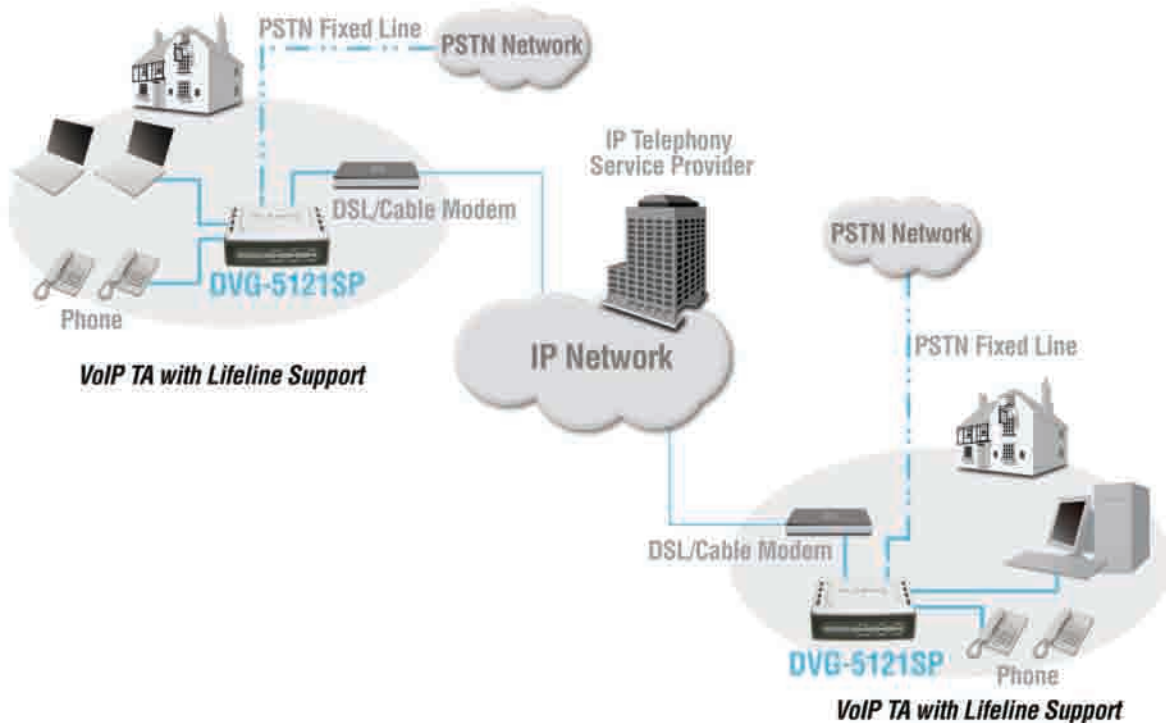 PSTN Fixed Line
PSTN Network
IP Telephony
Service Provider
DSL/Cable Modem
DVG-5121SP
Phone
VoIP TA with Lifeline Support
IP Network
PSTN Network
PSTN Fixed Line
DSL/Cable Modem
DVG-5121SP
Phone
VoIP TA with Lifeline Support